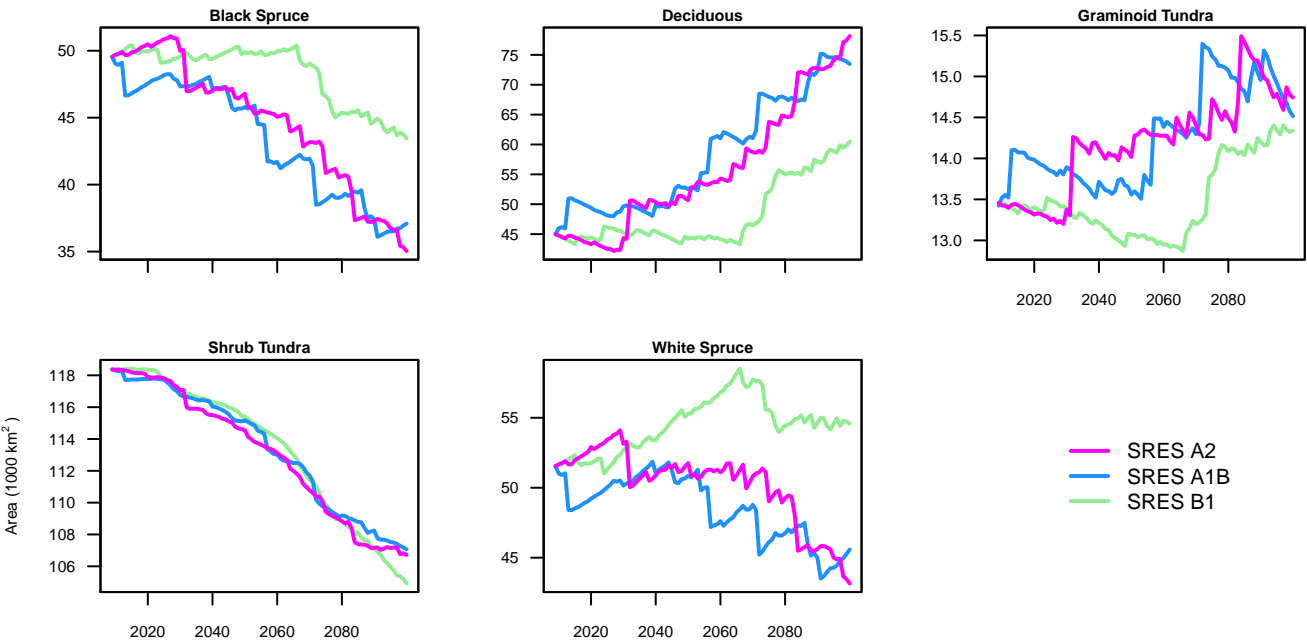 Black Spruce
50
45
40
35
Deciduous
75
70
65
60
55
50
45
Graminoid Tundra
15.5
15.0
14.5
14.0
13.5
13.0
2020 2040 2060 2080
Shrub Tundra
118
116
114
112
110
108
106
2020 2040 2060 2080
Area (1000 km²)
White Spruce
55
50
45
2020 2040 2060 2080
SRES A2
SRES A1B
SRES B1